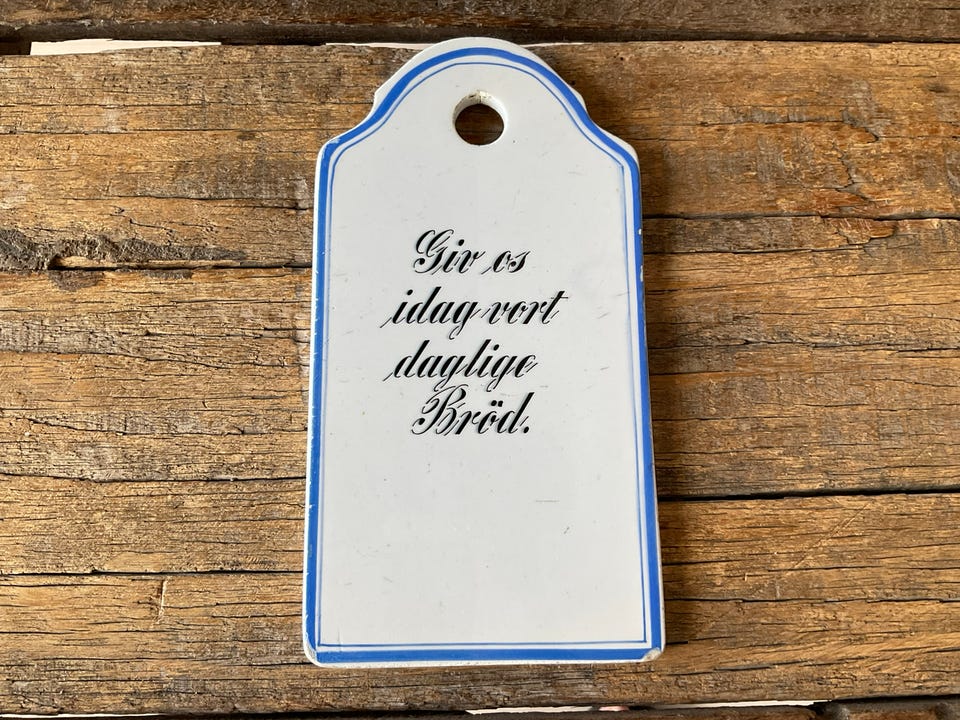 Giv os
idag vort
daglige
Bröd.